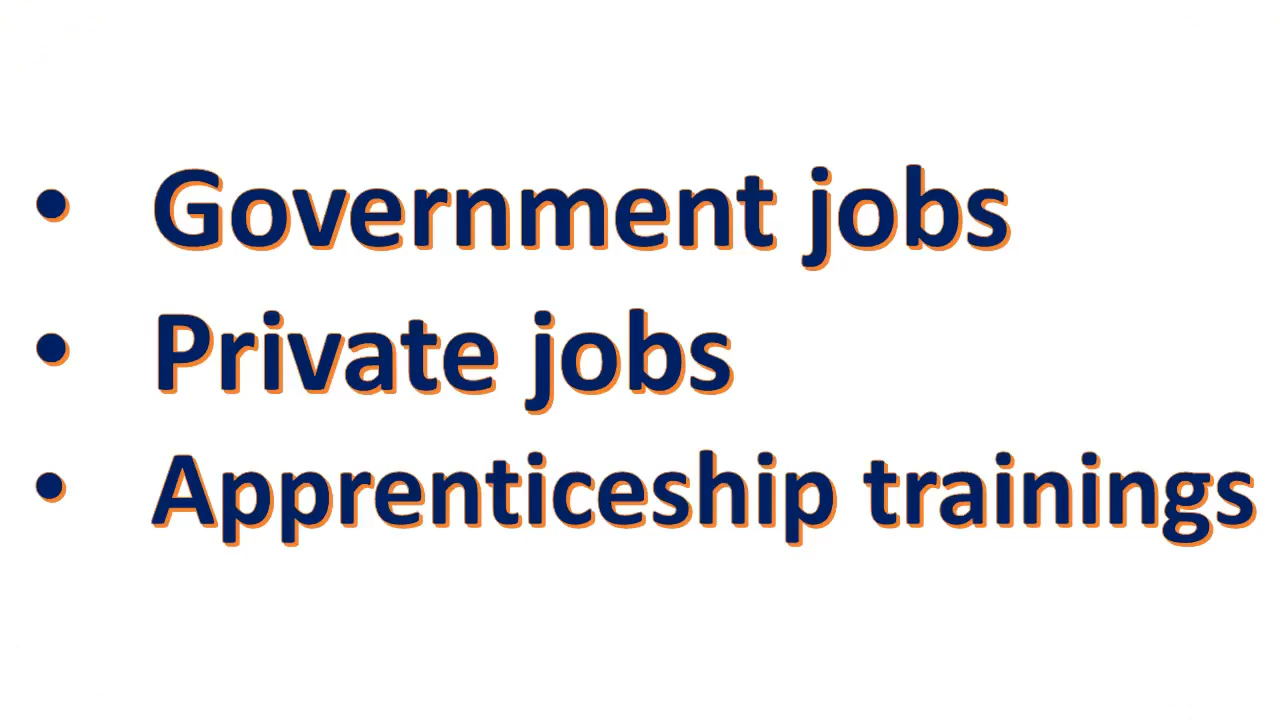 • Government jobs
• Private jobs
• Apprenticeship trainings